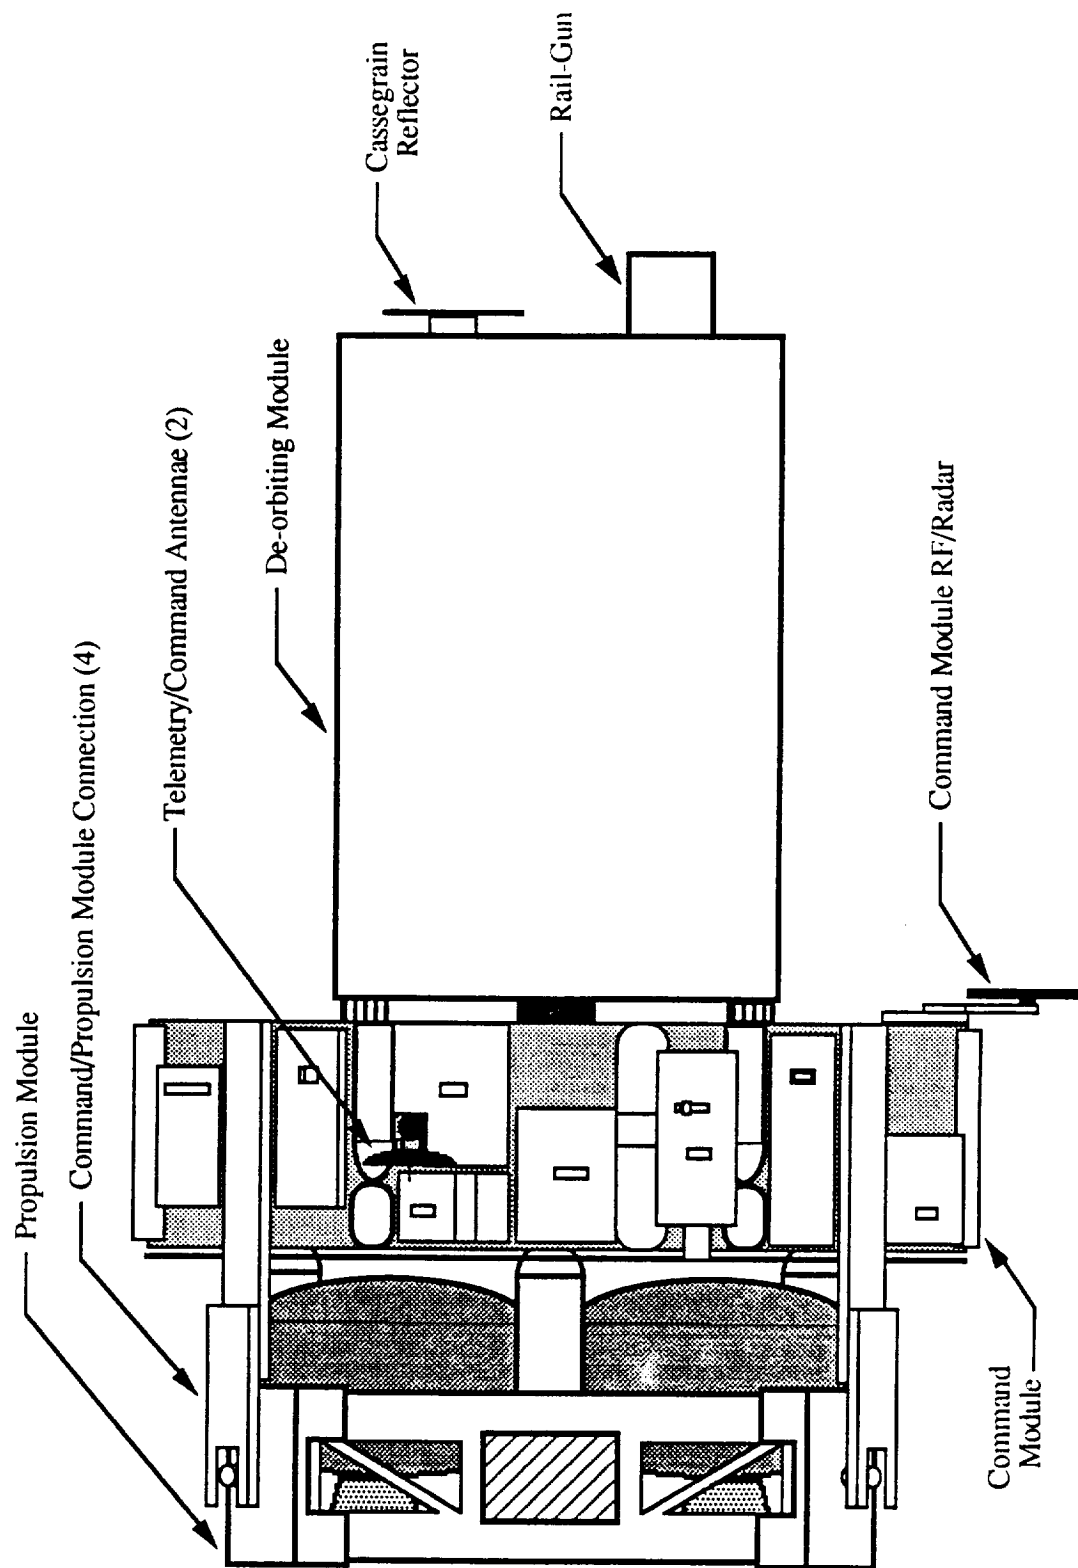 Propulsion Module
Command/Propulsion Module Connection (4)
Telemetry/Command Antennae (2)
De-orbiting Module
Cassegrain
Reflector
Rail-Gun
Command Module RF/Radar
Command
Module